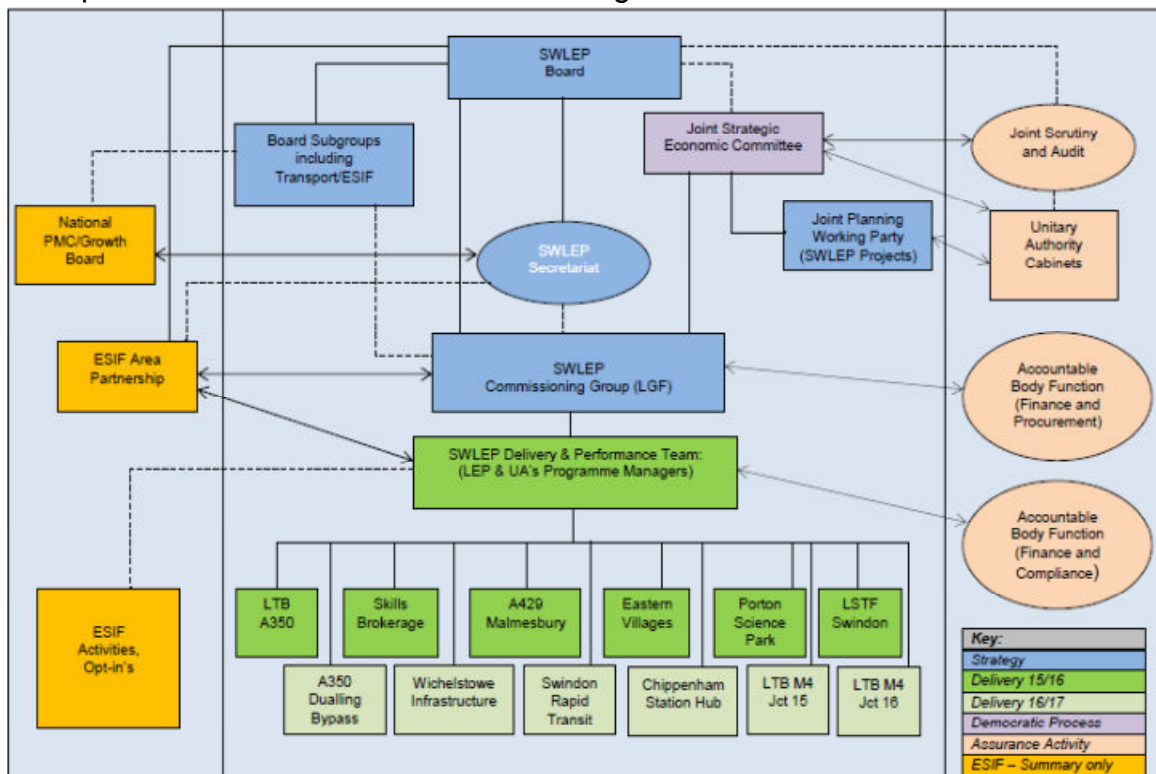 SWLEP
Board
Board Subgroups
including
Transport/ESIF
Joint Strategic
Economic Committee
Joint Scrutiny
and Audit
National
PMC/Growth
Board
SWLEP
Secretariat
Joint Planning
Working Party
(SWLEP Projects)
Unitary
Authority
Cabinets
ESIF Area
Partnership
SWLEP
Commissioning Group (LGF)
Accountable
Body Function
(Finance and
Procurement)
SWLEP Delivery & Performance Team:
(LEP & UA's Programme Managers)
Accountable
Body Function
(Finance and
Compliance)
ESIF
Activities,
Opt-in's
LTB
A350
Skills
Brokerage
A429
Malmesbury
Eastern
Villages
Porton
Science
Park
LSTF
Swindon
A350
Dualling
Bypass
Wichelstowe
Infrastructure
Swindon
Rapid
Transit
Chippenham
Station Hub
LTB M4
Jct 15
LTB M4
Jct 16
Key:
Strategy
Delivery 15/16
Delivery 16/17
Democratic Process
Assurance Activity
ESIF – Summary only